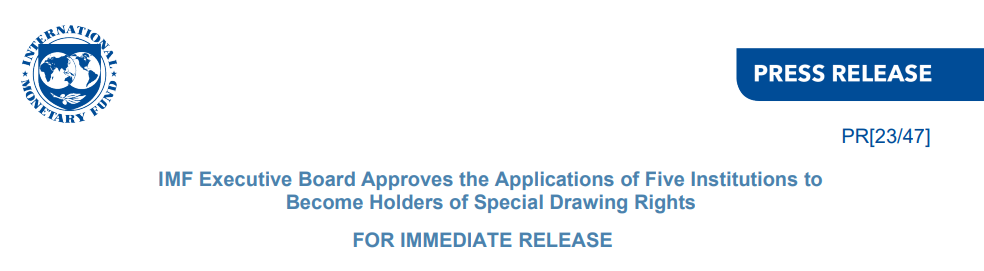 INTERNATIONAL
MONETARY FUND
PRESS RELEASE
PR[23/47]
IMF Executive Board Approves the Applications of Five Institutions to
Become Holders of Special Drawing Rights
FOR IMMEDIATE RELEASE